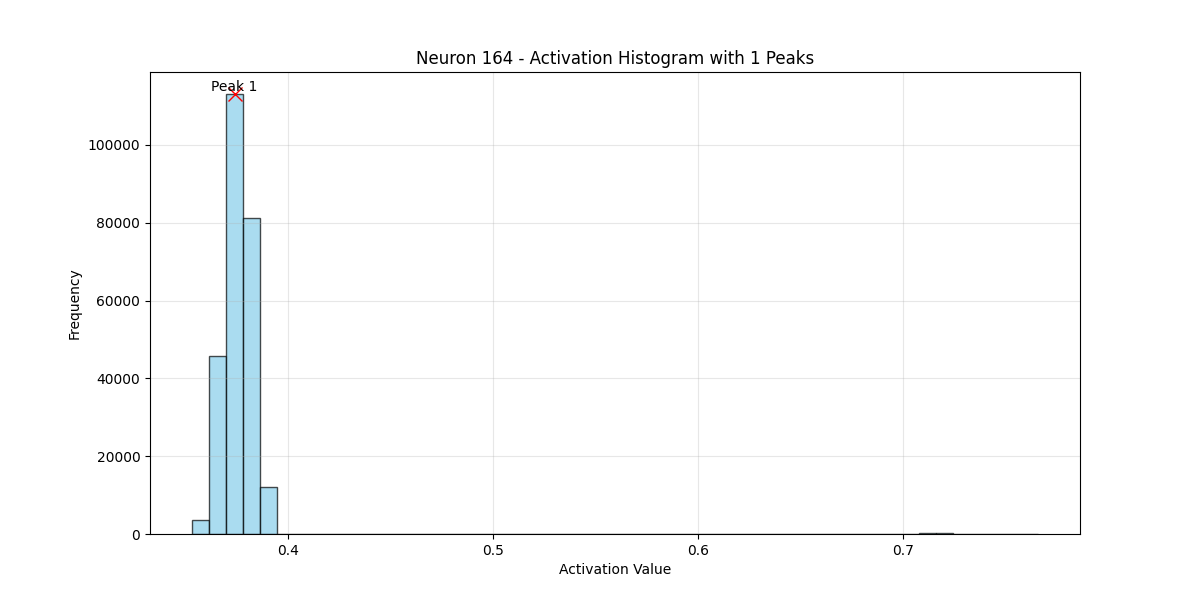 Neuron 164 - Activation Histogram with 1 Peaks
Peak 1
100000
80000
60000
40000
20000
0
Frequency
0.4
0.5
0.6
0.7
Activation Value